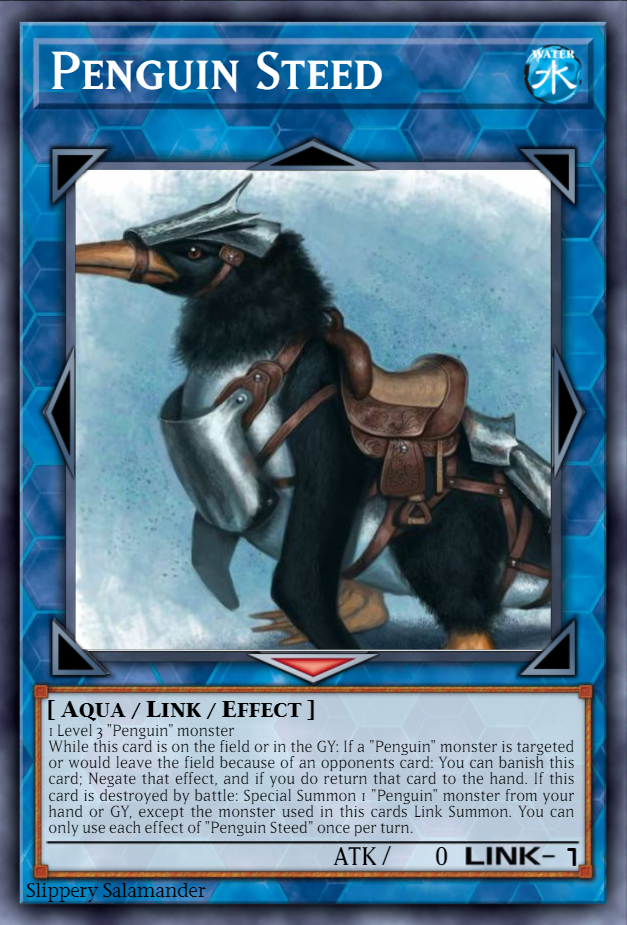 Penguin Steed
WATER
水
[ Aqua / Link / Effect ]
1 Level 3 "Penguin" monster
While this card is on the field or in the GY: If a "Penguin" monster is targeted
or would leave the field because of an opponents card: You can banish this
card; Negate that effect, and if you do return that card to the hand. If this
card is destroyed by battle: Special Summon 1 "Penguin" monster from your
hand or GY, except the monster used in this cards Link Summon. You can
only use each effect of "Penguin Steed" once per turn.
ATK / 0 LINK- 1
Slippery Salamander